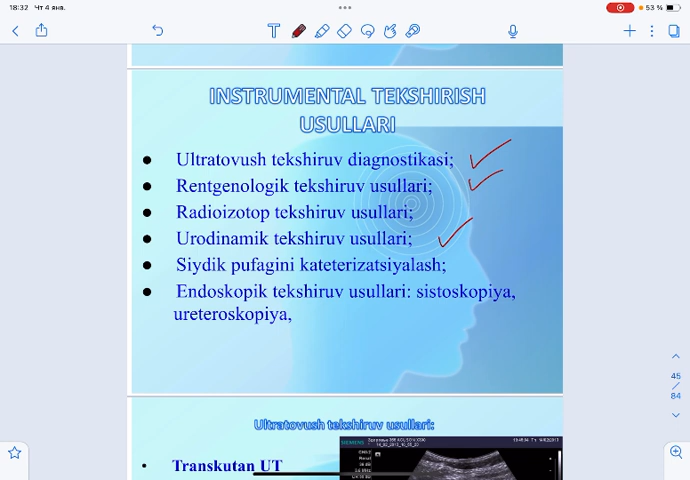 18:32 Чт 4 янв.
53 %
INSTRUMENTAL TEKSHIRISH
USULLARI
● Ultratovush tekshiruv diagnostikasi;
● Rentgenologik tekshiruv usullari;
● Radioizotop tekshiruv usullari;
● Urodinamik tekshiruv usullari;
● Siydik pufagini kateterizatsiyalash;
● Endoskopik tekshiruv usullari: sistoskopiya,
ureteroskopiya,
45
/
84
Ultratovush tekshiruv usullari:
• Transkutan UT
SIEMENS